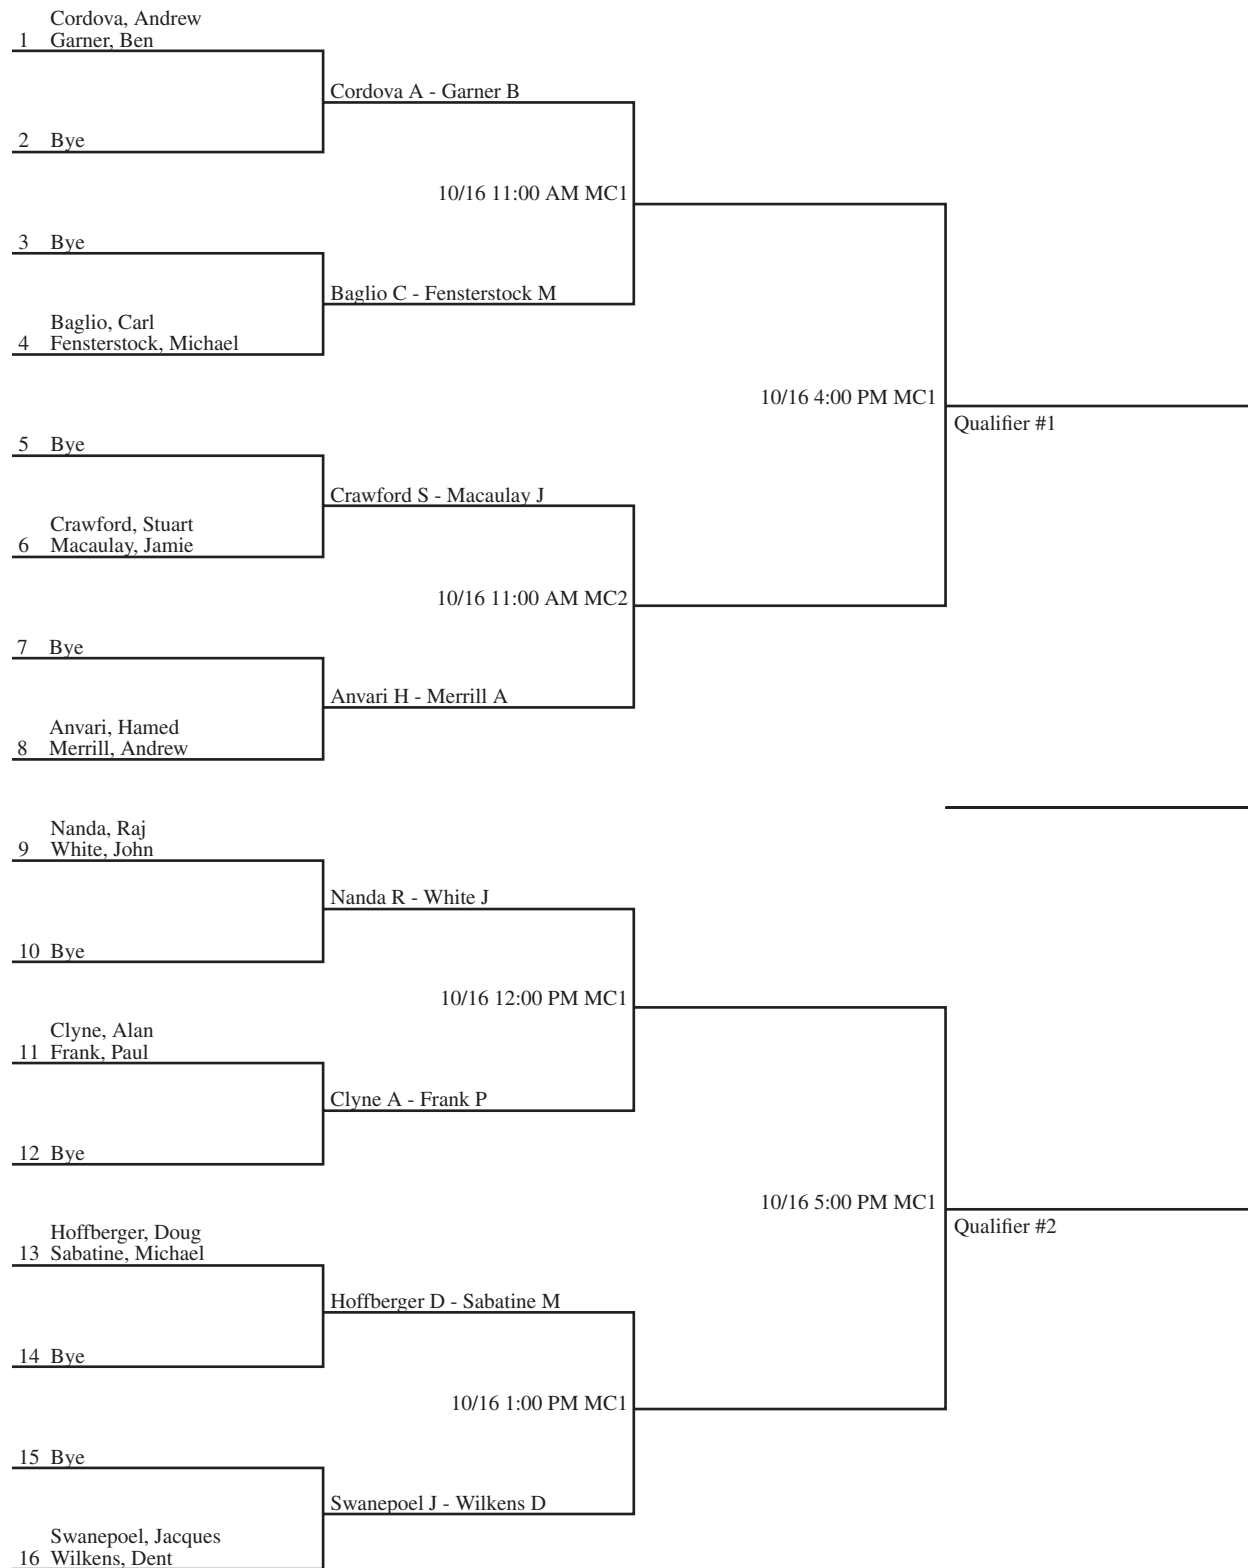 Cordova, Andrew
1 Garner, Ben
Cordova A - Garner B
2 Bye
10/16 11:00 AM MC1
3 Bye
Baglio C - Fensterstock M
Baglio, Carl
4 Fensterstock, Michael
10/16 4:00 PM MC1
Qualifier #1
5 Bye
Crawford S - Macaulay J
Crawford, Stuart
6 Macaulay, Jamie
10/16 11:00 AM MC2
7 Bye
Anvari H - Merrill A
Anvari, Hamed
8 Merrill, Andrew
Nanda, Raj
9 White, John
Nanda R - White J
10 Bye
10/16 12:00 PM MC1
Clyne, Alan
11 Frank, Paul
Clyne A - Frank P
12 Bye
10/16 5:00 PM MC1
Qualifier #2
Hoffberger, Doug
13 Sabatine, Michael
Hoffberger D - Sabatine M
14 Bye
10/16 1:00 PM MC1
15 Bye
Swanepoel J - Wilkens D
Swanepoel, Jacques
16 Wilkens, Dent